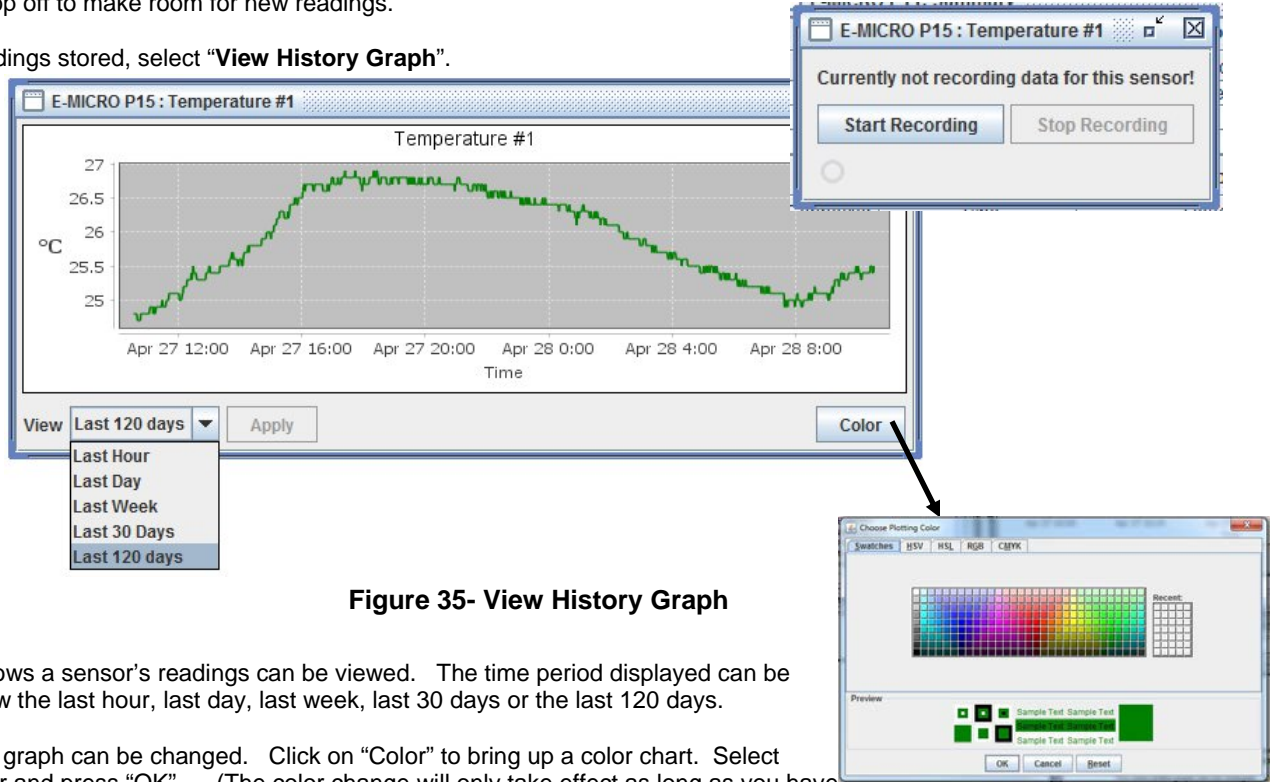 op off to make room for new readings.
dings stored, select “View History Graph”.
E-MICRO P15 : Temperature #1
Temperature #1
27
26.5
26
25.5
25
°C
Apr 27 12:00 Apr 27 16:00 Apr 27 20:00 Apr 28 0:00 Apr 28 4:00 Apr 28 8:00
Time
View Last 120 days Apply Color
Last Hour
Last Day
Last Week
Last 30 Days
Last 120 days
E-MICRO P15 : Temperature #1
Currently not recording data for this sensor!
Start Recording Stop Recording
Choose Plotting Color
Swatches HSV HSL RGB CMYK
Recent:
Preview
Sample Text Sample Text
Sample Text Sample Text
Sample Text Sample Text
OK Cancel Reset
Figure 35- View History Graph
ows a sensor’s readings can be viewed. The time period displayed can be
w the last hour, last day, last week, last 30 days or the last 120 days.
graph can be changed. Click on “Color” to bring up a color chart. Select
r and press “OK”. (The color change will only take effect as long as you have